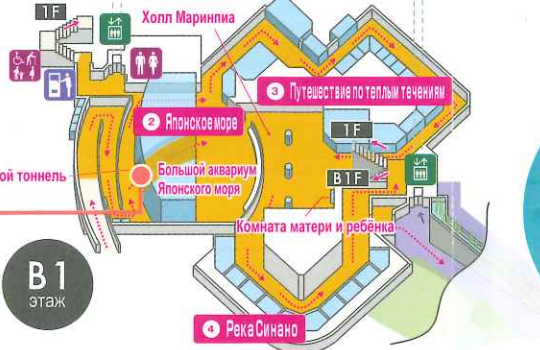 1F
Холл Маринпиа
3 Путешествие по теплым течениям
2 Японское море
1F
ой тоннель
Большой аквариум
Японского моря
B1F
Комната матери и ребёнка
B1
этаж
4 Река Синано